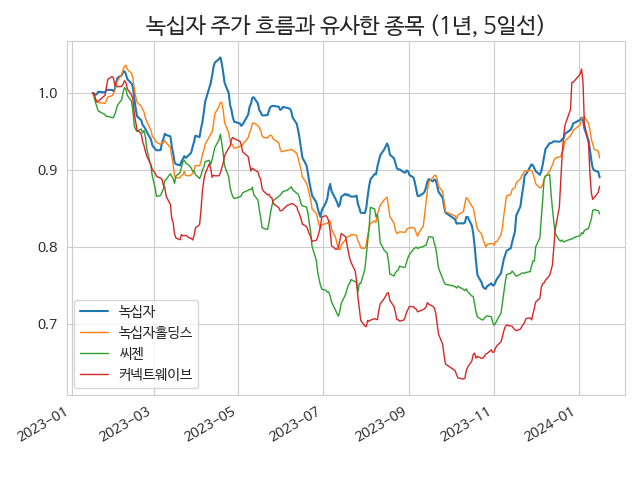 녹십자 주가 흐름과 유사한 종목 (1년, 5일선)
1.0
0.9
0.8
0.7
녹십자
녹십자홀딩스
씨젠
커넥트웨이브
2023-01
2023-03
2023-05
2023-07
2023-09
2023-11
2024-01